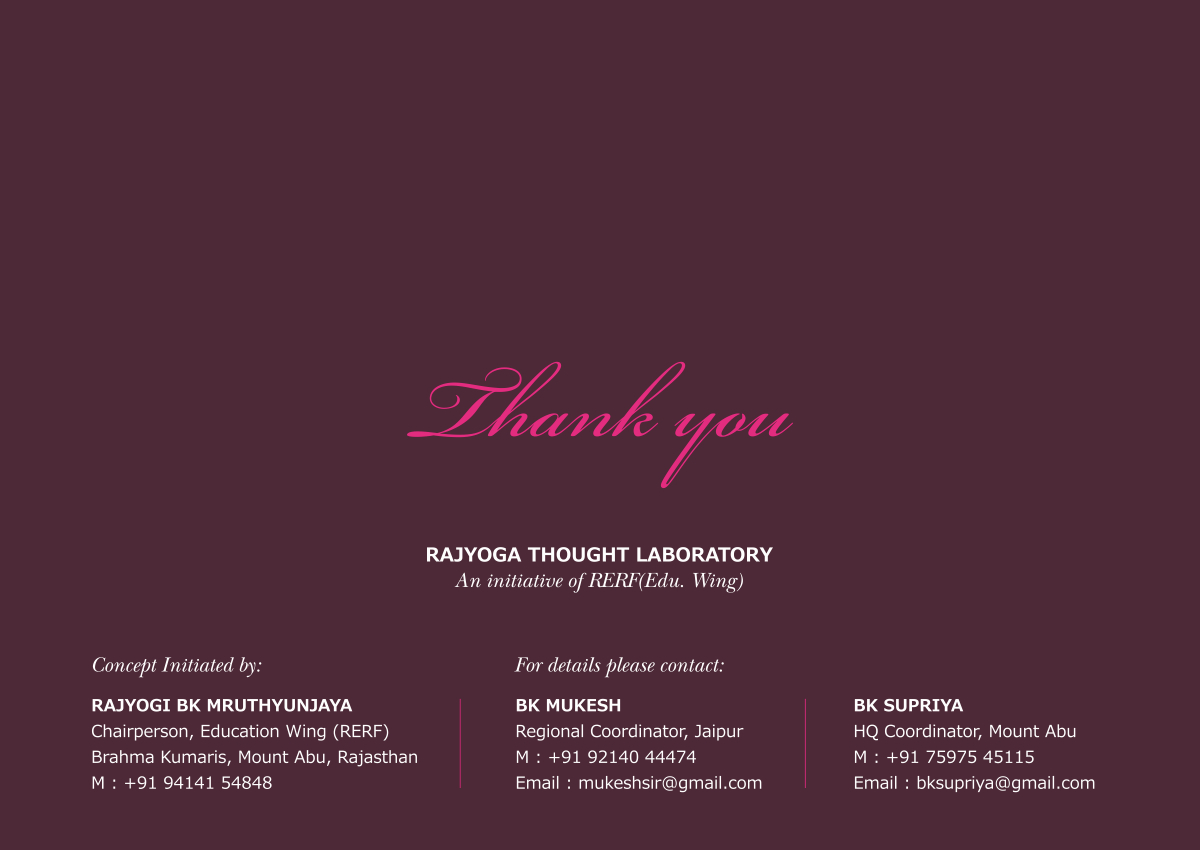 Thank you
RAJYOGA THOUGHT LABORATORY
An initiative of RERF(Edu. Wing)
Concept Initiated by:
RAJYOGI BK MRUTHYUNJAYA
Chairperson, Education Wing (RERF)
Brahma Kumaris, Mount Abu, Rajasthan
M : +91 94141 54848
For details please contact:
BK MUKESH
Regional Coordinator, Jaipur
M : +91 92140 44474
Email : mukeshsir@gmail.com
BK SUPRIYA
HQ Coordinator, Mount Abu
M : +91 75975 45115
Email : bksupriya@gmail.com